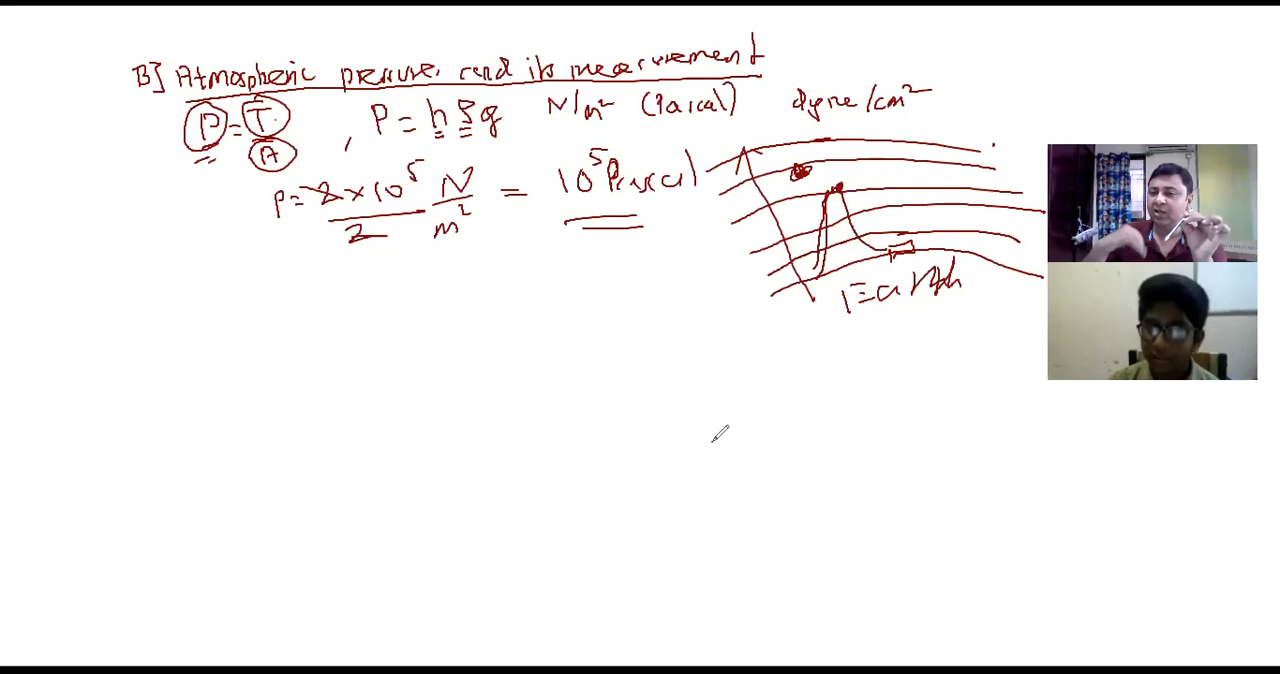 B] Atmospheric pressure and its measurement
P = T/A , P = hρg N/m² (Pascal) dyne/cm²
P = 2 × 10⁵/2 N/m² = 10⁵ Pascal
Earth